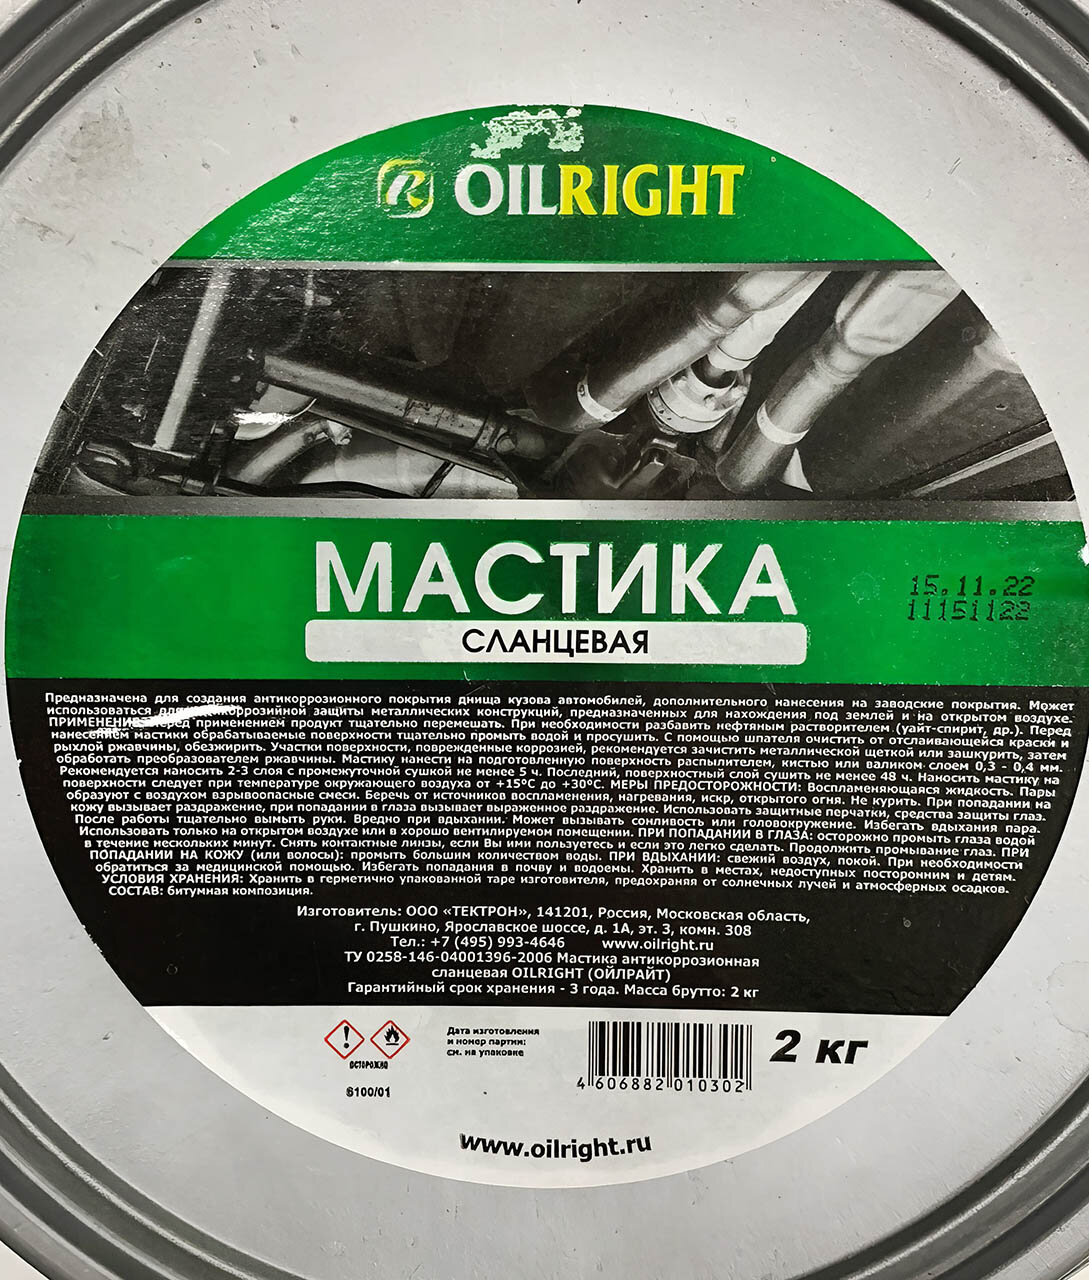 OILRIGHT
МАСТИКА
СЛАНЦЕВАЯ
15.11.22
11151122
Предназначена для создания антикоррозионного покрытия днища кузова автомобилей, дополнительного нанесения на заводские покрытия. Может
использоваться для антикоррозийной защиты металлических конструкций, предназначенных для нахождения под землей и на открытом воздухе.
ПРИМЕНЕНИЕ: перед применением продукт тщательно перемешать. При необходимости разбавить нефтяным растворителем (уайт-спирит, др.). Перед
нанесением мастики обрабатываемые поверхности тщательно промыть водой и просушить. С помощью шпателя очистить от отслаивающейся краски и
рыхлой ржавчины, обезжирить. Участки поверхности, поврежденные коррозией, рекомендуется зачистить металлической щеткой или зашкурить, затем
обработать преобразователем ржавчины. Мастику нанести на подготовленную поверхность распылителем, кистью или валиком слоем 0,3 - 0,4 мм.
Рекомендуется наносить 2-3 слоя с промежуточной сушкой не менее 5 ч. Последний, поверхностный слой сушить не менее 48 ч. Наносить мастику на
поверхности следует при температуре окружающего воздуха от +15ºС до +30ºС. МЕРЫ ПРЕДОСТОРОЖНОСТИ: Воспламеняющаяся жидкость. Пары
образуют с воздухом взрывоопасные смеси. Беречь от источников воспламенения, нагревания, искр, открытого огня. Не курить. При попадании на
кожу вызывает раздражение, при попадании в глаза вызывает выраженное раздражение. Использовать защитные перчатки, средства защиты глаз.
После работы тщательно вымыть руки. Вредно при вдыхании. Может вызывать сонливость или головокружение. Избегать вдыхания пара.
Использовать только на открытом воздухе или в хорошо вентилируемом помещении. ПРИ ПОПАДАНИИ В ГЛАЗА: осторожно промыть глаза водой
в течение нескольких минут. Снять контактные линзы, если Вы ими пользуетесь и если это легко сделать. Продолжить промывание глаз. ПРИ
ПОПАДАНИИ НА КОЖУ (или волосы): промыть большим количеством воды. ПРИ ВДЫХАНИИ: свежий воздух, покой. При необходимости
обратиться за медицинской помощью. Избегать попадания в почву и водоемы. Хранить в местах, недоступных посторонним и детям.
УСЛОВИЯ ХРАНЕНИЯ: Хранить в герметично упакованной таре изготовителя, предохраняя от солнечных лучей и атмосферных осадков.
СОСТАВ: битумная композиция.
Изготовитель: ООО «ТЕКТРОН», 141201, Россия, Московская область,
г. Пушкино, Ярославское шоссе, д. 1А, эт. 3, комн. 308
Тел.: +7 (495) 993-4646 www.oilright.ru
ТУ 0258-146-04001396-2006 Мастика антикоррозионная
сланцевая OILRIGHT (ОЙЛРАЙТ)
Гарантийный срок хранения - 3 года. Масса брутто: 2 кг
ОСТОРОЖНО
6100/01
Дата изготовления
и номер партии:
см. на упаковке
4 606882 010302
2 кг
www.oilright.ru